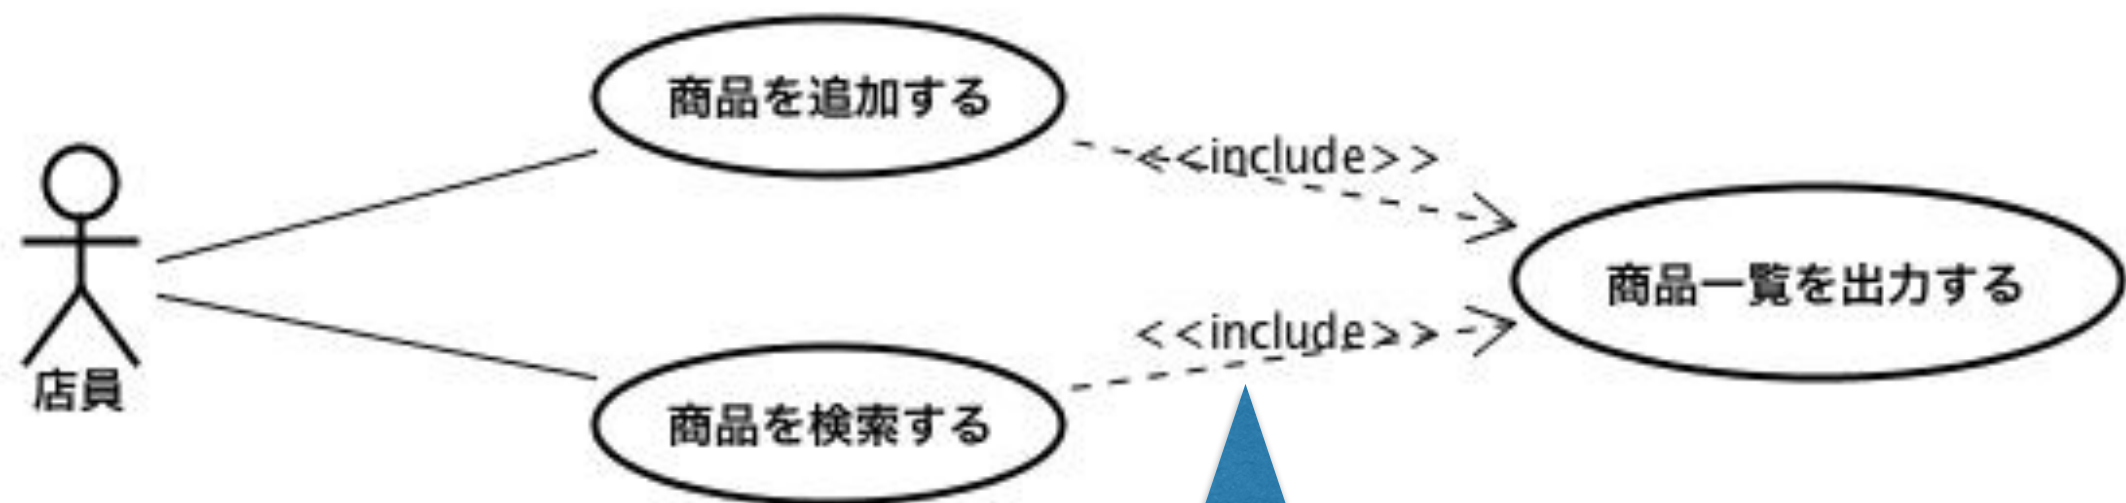 商品を追加する
<<include>>
商品一覧を出力する
<<include>>
店員
商品を検索する